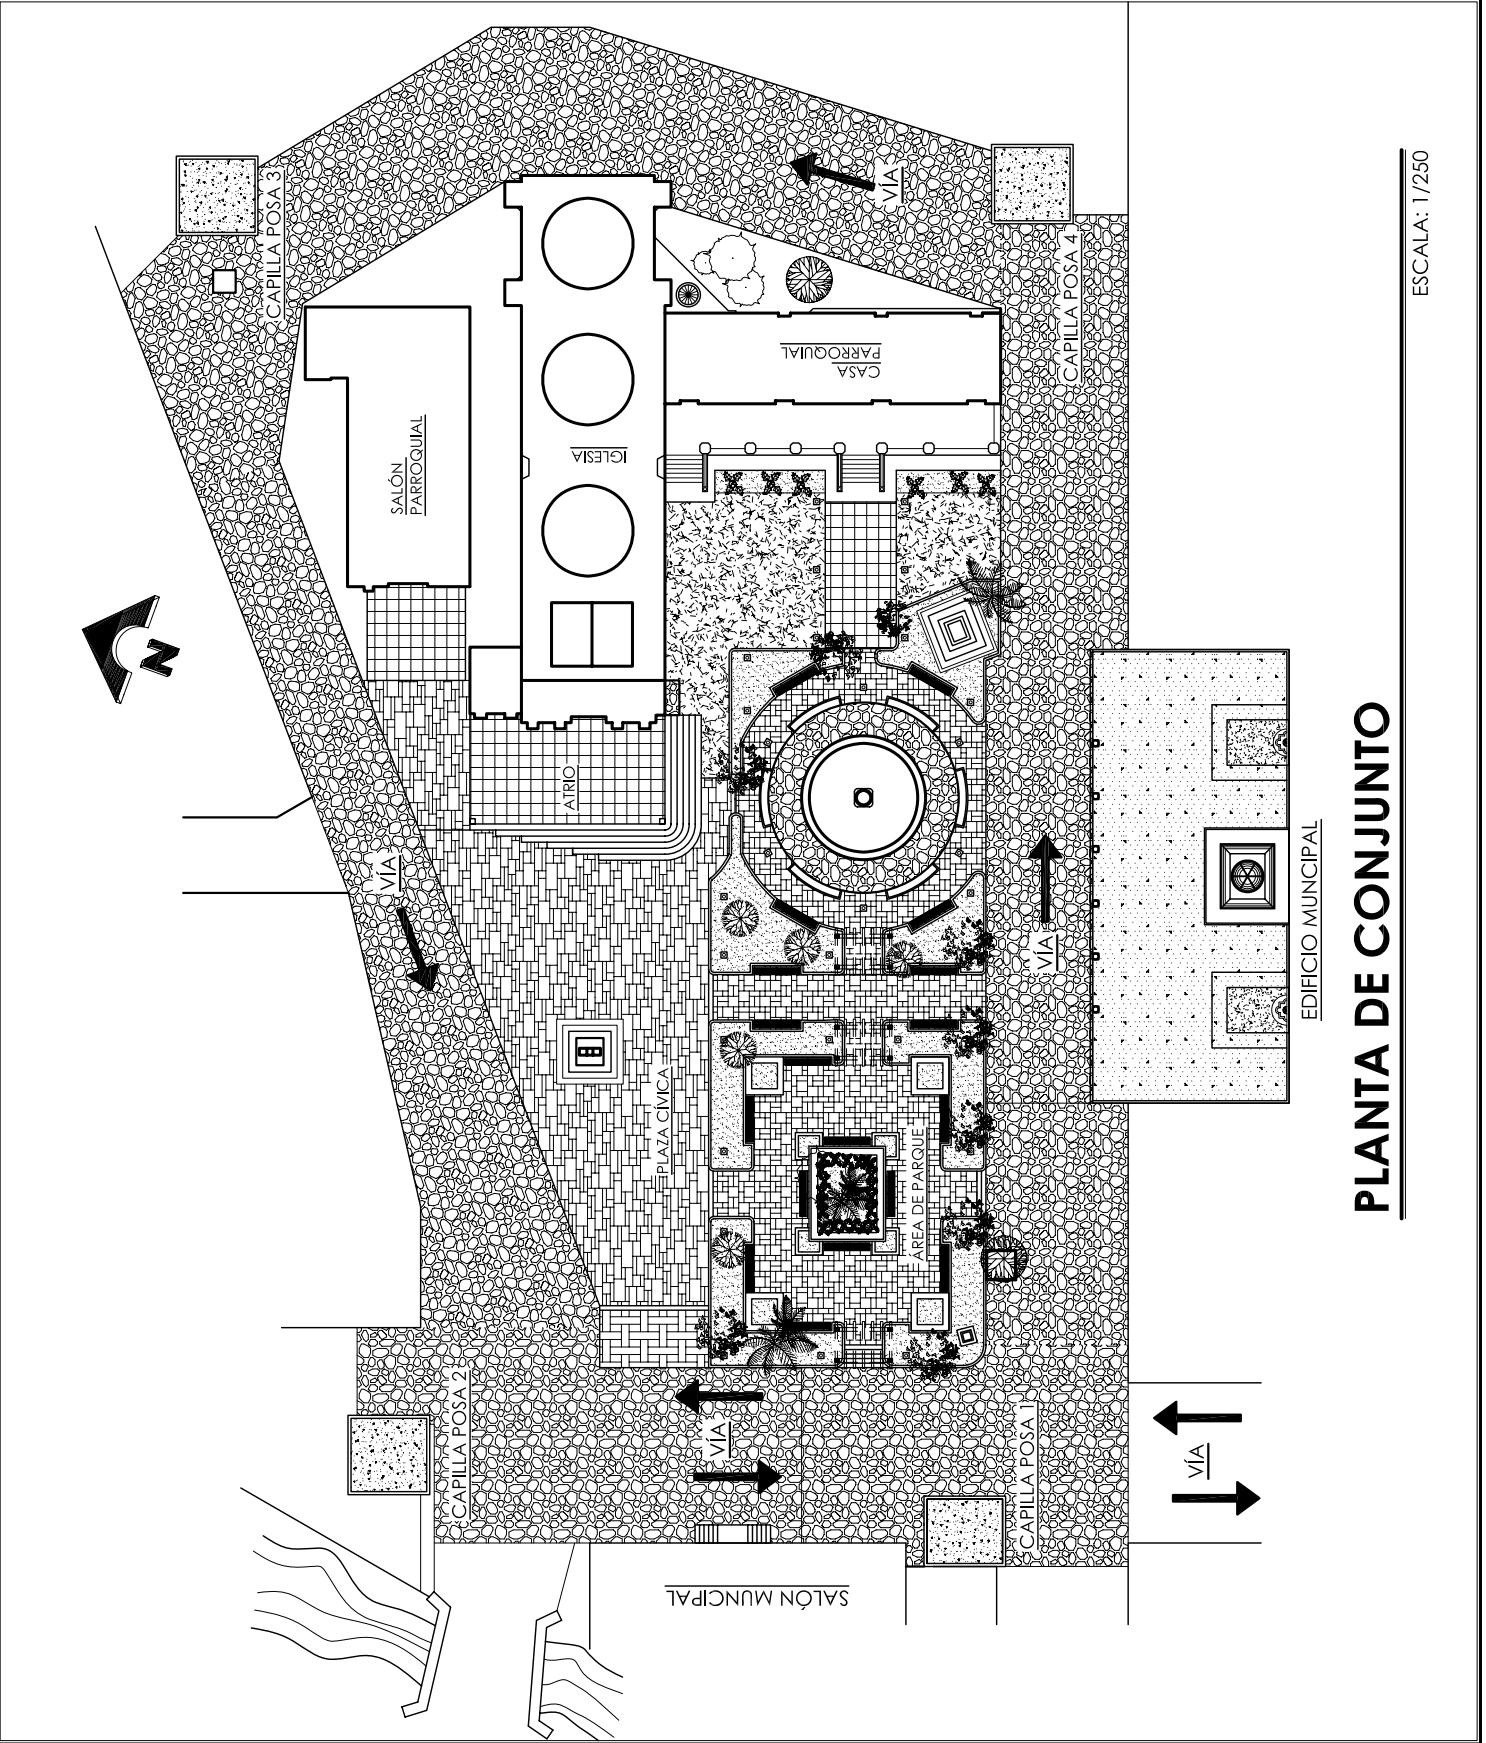 CAPILLA POSA 3
VÍA
CAPILLA POSA 4
CASA
PARROQUIAL
SALÓN
PARROQUIAL
IGLESIA
N
ATRIO
VÍA
VÍA
PLAZA CÍVICA
ÁREA DE PARQUE
EDIFICIO MUNCIPAL
CAPILLA POSA 2
VÍA
CAPILLA POSA 1
VÍA
SALÓN MUNCIPAL
PLANTA DE CONJUNTO
ESCALA: 1/250